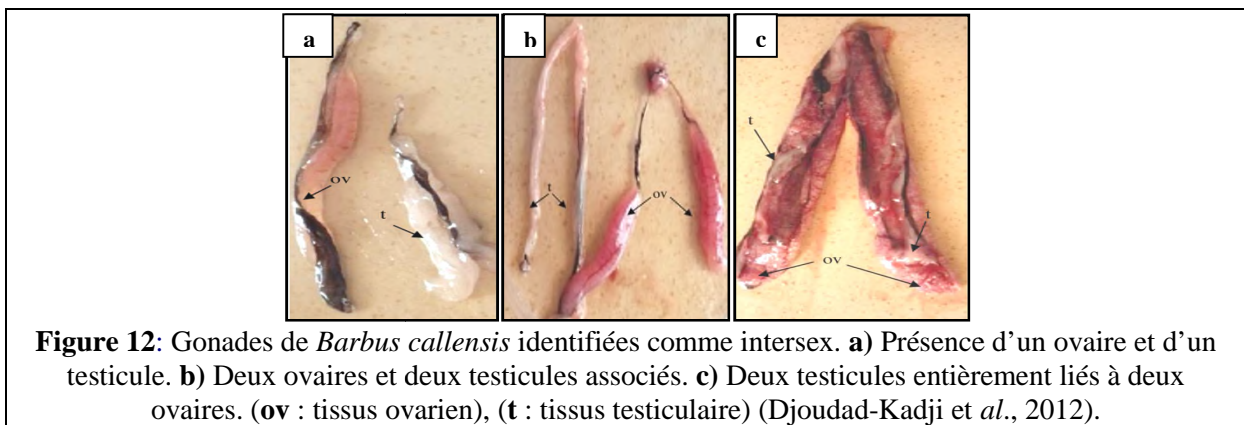 a
b
c
ov
t
t
ov
t
t
ov
Figure 12: Gonades de Barbus callensis identifiées comme intersex. a) Présence d’un ovaire et d’un
testicule. b) Deux ovaires et deux testicules associés. c) Deux testicules entièrement liés à deux
ovaires. (ov : tissus ovarien), (t : tissus testiculaire) (Djoudad-Kadji et al., 2012).